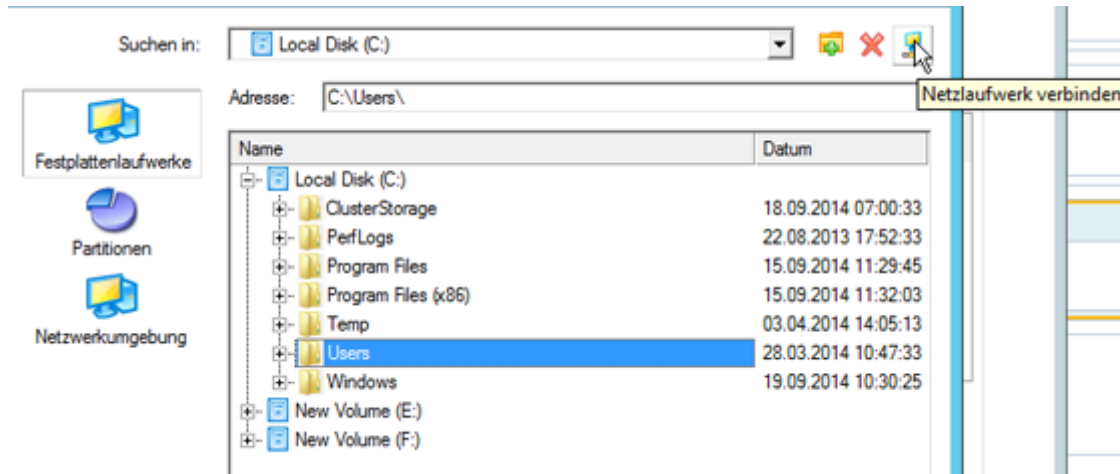 Suchen in: Local Disk (C:)
Adresse: C:\Users\
Netzlaufwerk verbinden
Festplattenlaufwerke
Partitionen
Netzwerkumgebung
Name Datum
Local Disk (C:)
ClusterStorage 18.09.2014 07:00:33
PerfLogs 22.08.2013 17:52:33
Program Files 15.09.2014 11:29:45
Program Files (x86) 15.09.2014 11:32:03
Temp 03.04.2014 14:05:13
Users 28.03.2014 10:47:33
Windows 19.09.2014 10:30:25
New Volume (E:)
New Volume (F:)